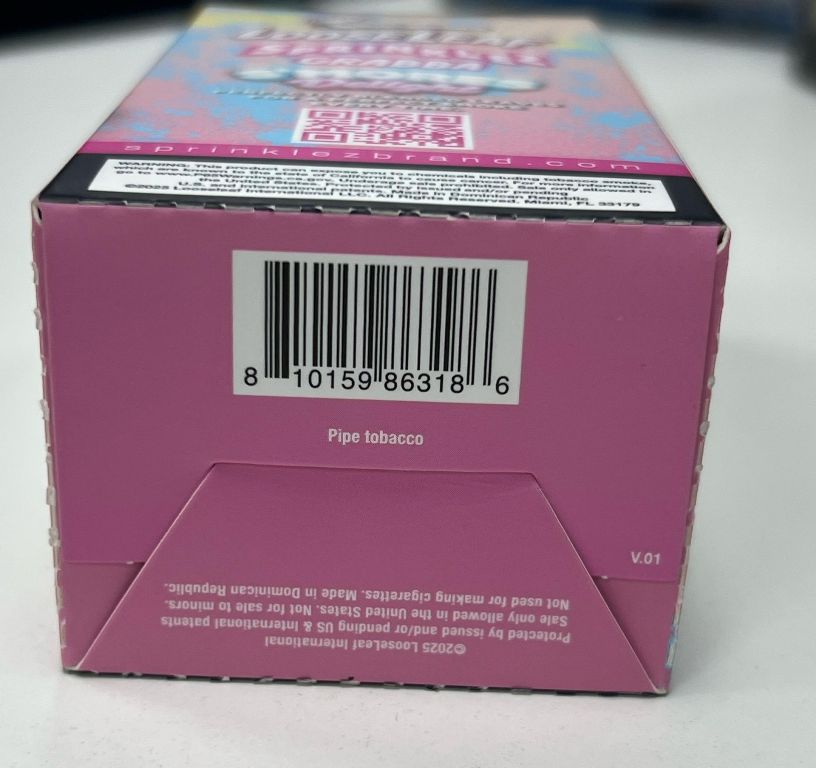 LooseLeaf
SPRINKLEZ
GRABBA
sprinklezbrand.com
WARNING: This product can expose you to chemicals including tobacco smoke,
which are known to the state of California to cause cancer. For more information
go to www.P65Warnings.ca.gov. Underage sale prohibited. Sale only allowed in
the United States. Protected by issued and/or pending
U.S. and International patents. Made in Dominican Republic
©2025 LooseLeaf International LLC. All Rights Reserved. Miami, FL 33179
8 10159 86318 6
Pipe tobacco
V.01
©2025 LooseLeaf International
Protected by issued and/or pending US & International patents
Sale only allowed in the United States. Not for sale to minors.
Not used for making cigarettes. Made in Dominican Republic.